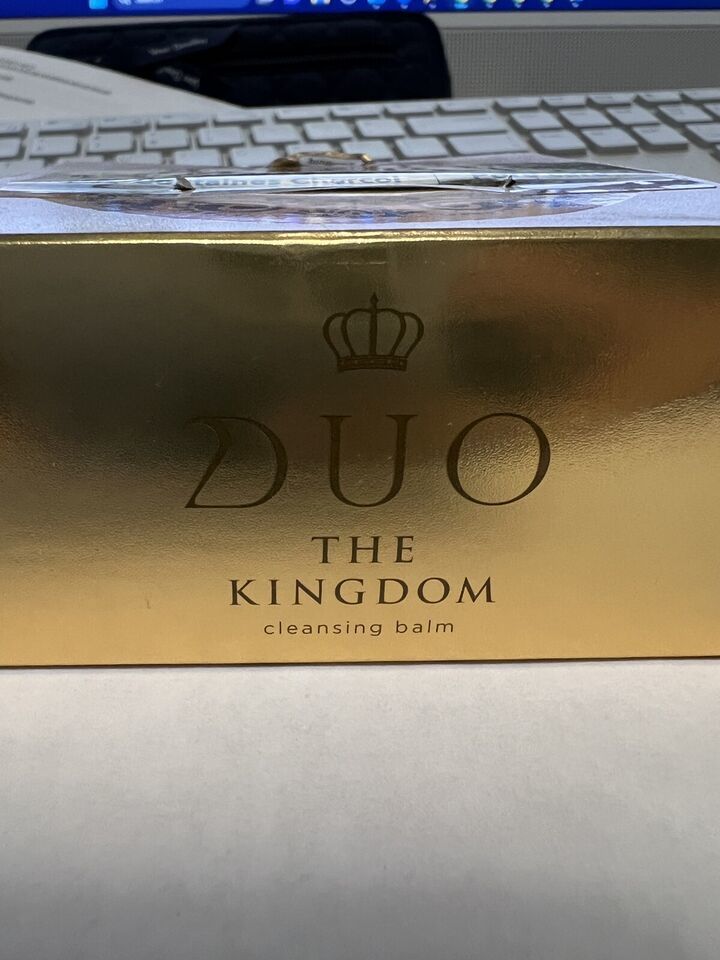 DUO
THE
KINGDOM
cleansing balm